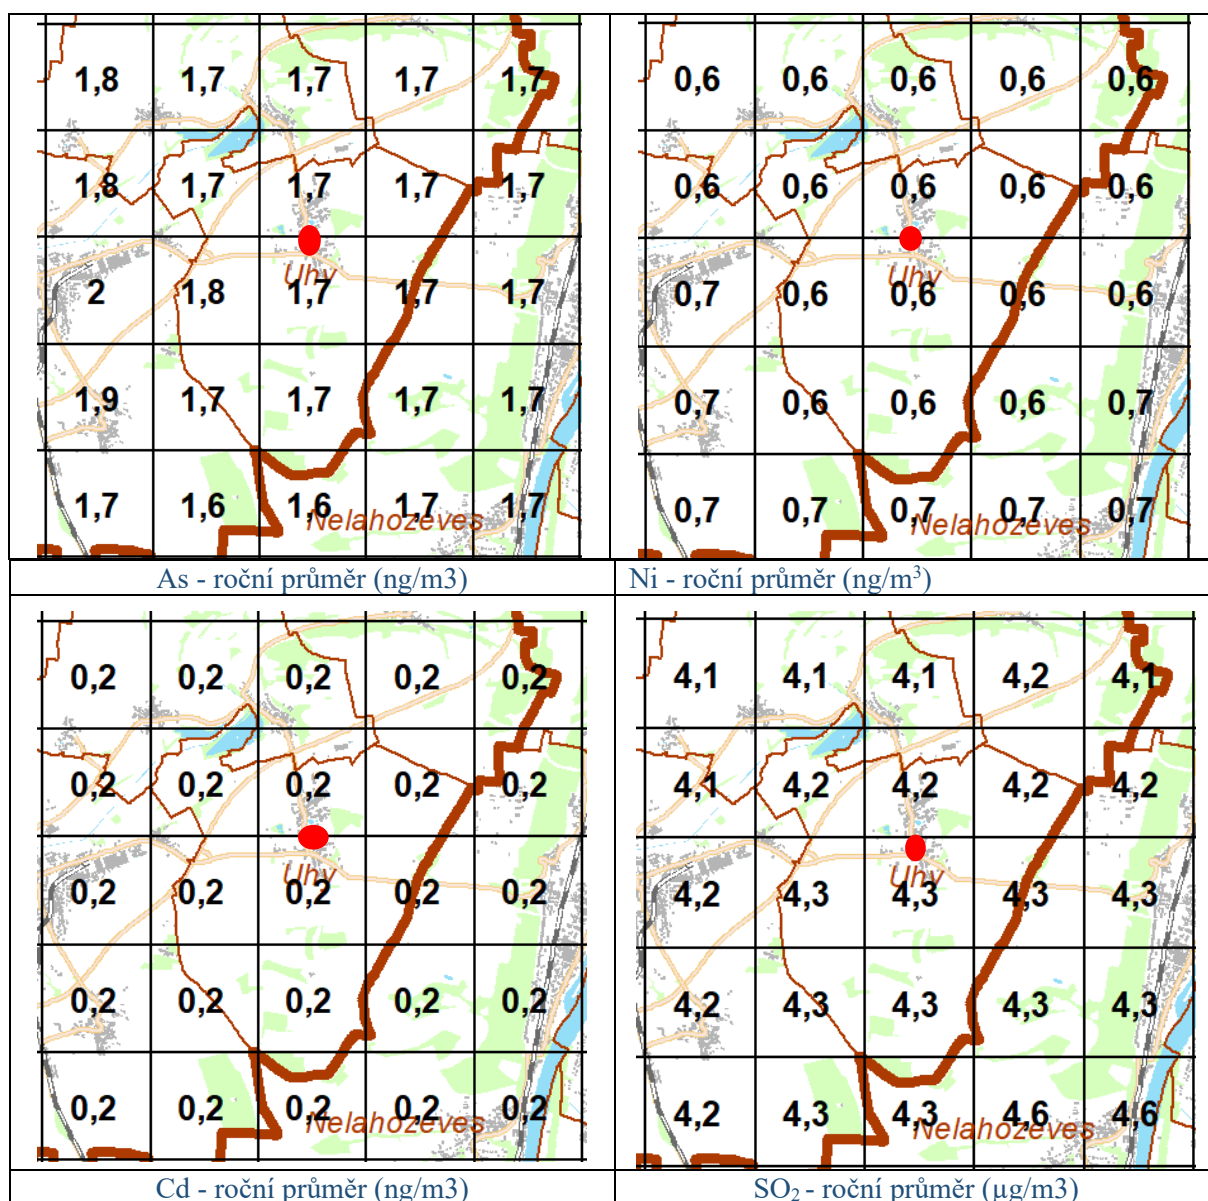 1,8 1,7 1,7 1,7 1,7
1,8 1,7 1,7 1,7 1,7
Uhy
2 1,8 1,7 1,7 1,7
1,9 1,7 1,7 1,7 1,7
1,7 1,6 1,6 1,7 1,7
Nelahozeves
0,6 0,6 0,6 0,6 0,6
0,6 0,6 0,6 0,6 0,6
Uhy
0,7 0,6 0,6 0,6 0,6
0,7 0,6 0,6 0,6 0,7
0,7 0,7 0,7 0,7 0,7
Nelahozeves
As - roční průměr (ng/m3)
Ni - roční průměr (ng/m³)
0,2 0,2 0,2 0,2 0,2
0,2 0,2 0,2 0,2 0,2
Uhy
0,2 0,2 0,2 0,2 0,2
0,2 0,2 0,2 0,2 0,2
0,2 0,2 0,2 0,2 0,2
Nelahozeves
4,1 4,1 4,1 4,2 4,1
4,1 4,2 4,2 4,2 4,2
Uhy
4,2 4,3 4,3 4,3 4,3
4,2 4,3 4,3 4,3 4,3
4,2 4,3 4,3 4,6 4,6
Nelahozeves
Cd - roční průměr (ng/m3)
SO₂ - roční průměr (µg/m3)